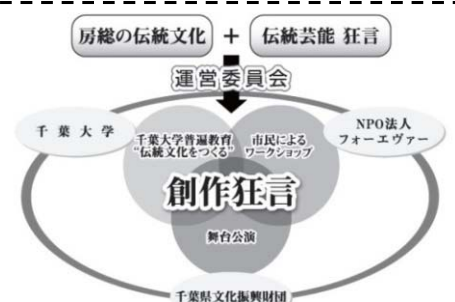 房総の伝統文化 + 伝統芸能 狂言
運営委員会
千葉大学
千葉大学普遍教育
"伝統文化をつくる"
市民による
ワークショップ
NPO法人
フォーエヴァー
創作狂言
舞台公演
千葉県文化振興財団